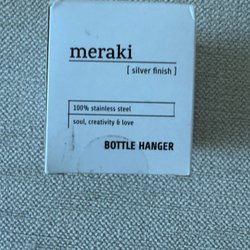 meraki
[ silver finish ]
100% stainless steel
soul, creativity & love
BOTTLE HANGER